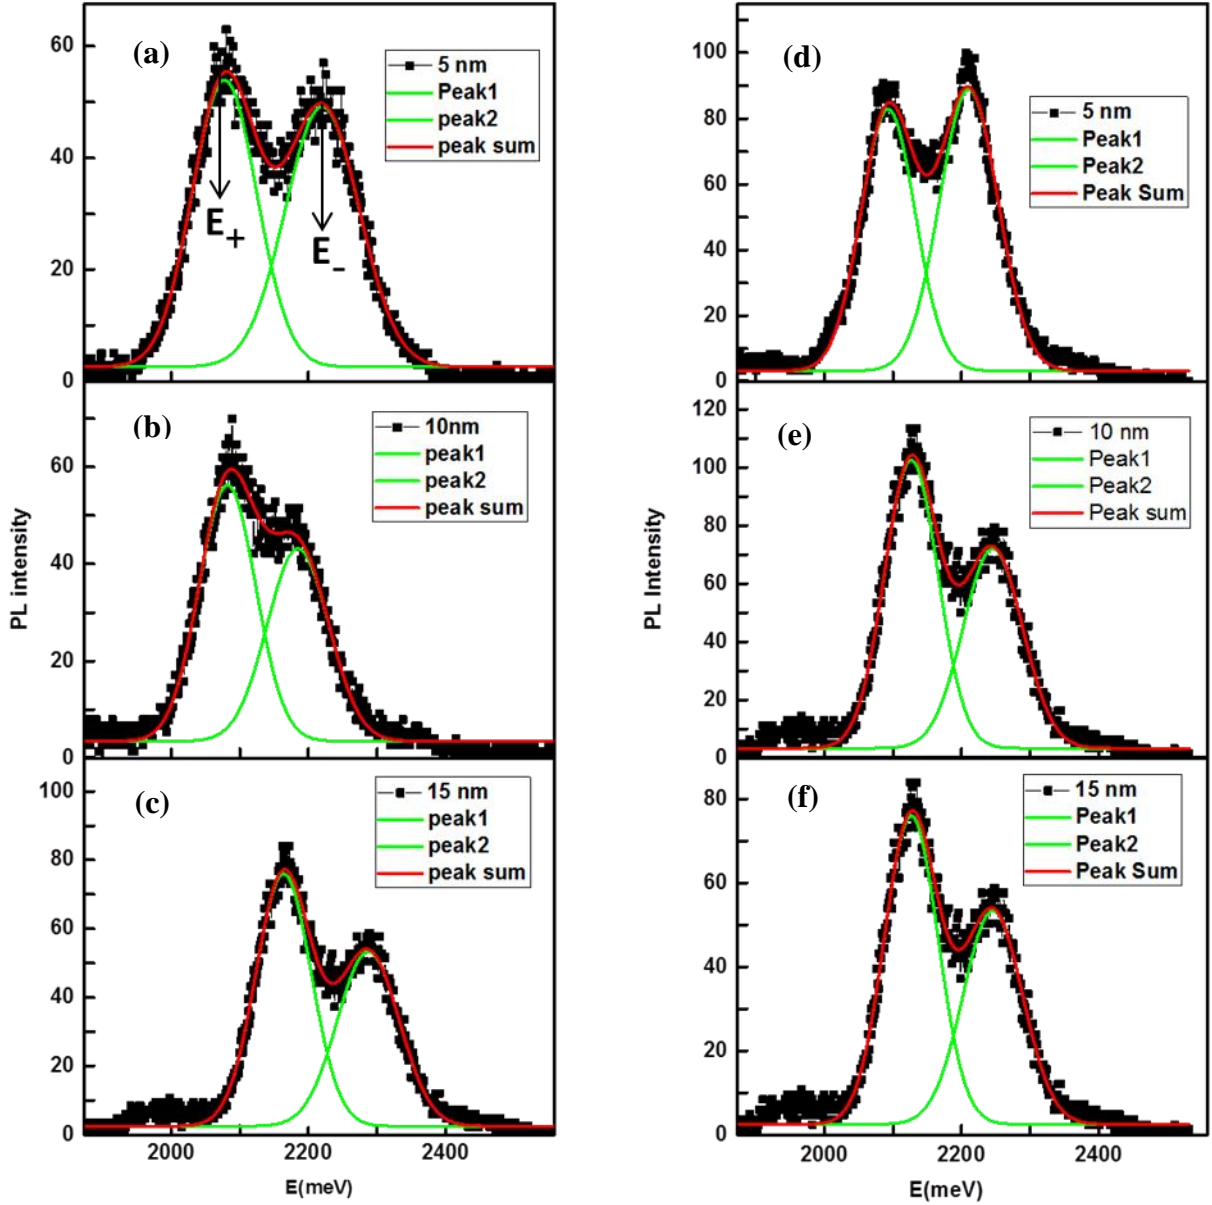 (a)
5 nm
Peak1
peak2
peak sum
E+
E-
60
40
20
0
(b)
10nm
peak1
peak2
peak sum
60
40
20
0
PL intensity
(c)
15 nm
peak1
peak2
peak sum
100
80
60
40
20
0
2000 2200 2400
E(meV)
(d)
5 nm
Peak1
Peak2
Peak Sum
100
80
60
40
20
0
(e)
10 nm
Peak1
Peak2
Peak sum
120
100
80
60
40
20
0
PL Intensity
(f)
15 nm
Peak1
Peak2
Peak Sum
80
60
40
20
0
2000 2200 2400
E(meV)